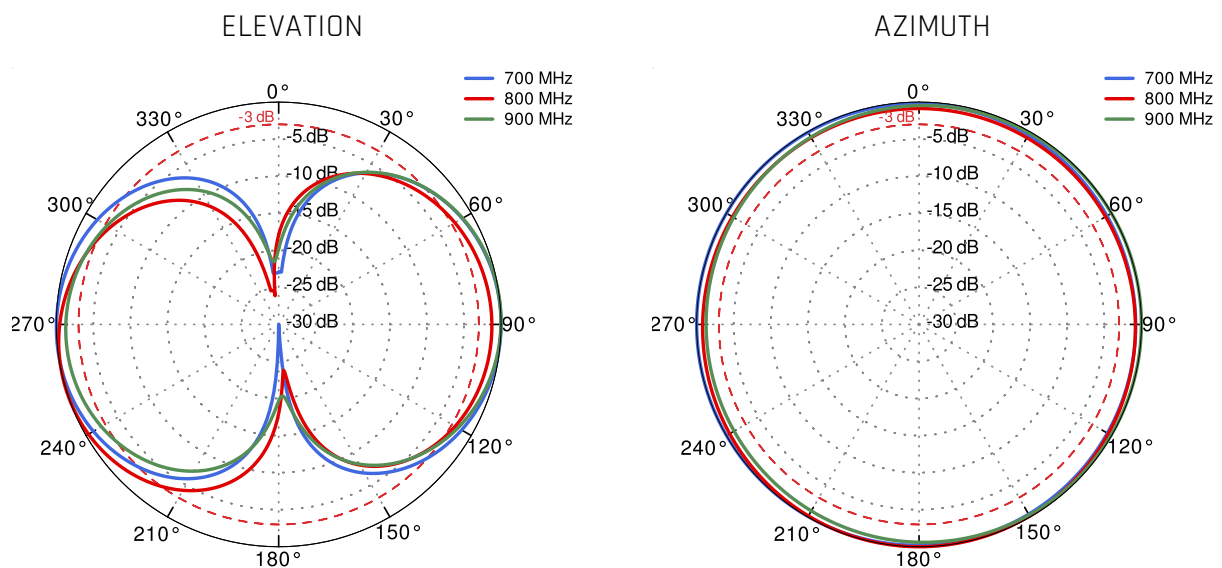 ELEVATION
700 MHz
800 MHz
900 MHz
0°
330°
-3 dB
30°
-5 dB
-10 dB
300°
-15 dB
60°
-20 dB
-25 dB
270°
-30 dB
90°
240°
120°
210°
150°
180°
AZIMUTH
700 MHz
800 MHz
900 MHz
0°
330°
-3 dB
30°
-5 dB
-10 dB
300°
-15 dB
60°
-20 dB
-25 dB
270°
-30 dB
90°
240°
120°
210°
150°
180°